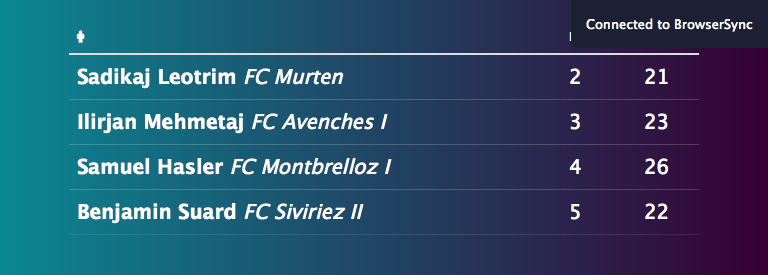 Connected to BrowserSync
Sadikaj Leotrim FC Murten 2 21
Ilirjan Mehmetaj FC Avenches I 3 23
Samuel Hasler FC Montbrelloz I 4 26
Benjamin Suard FC Siviriez II 5 22